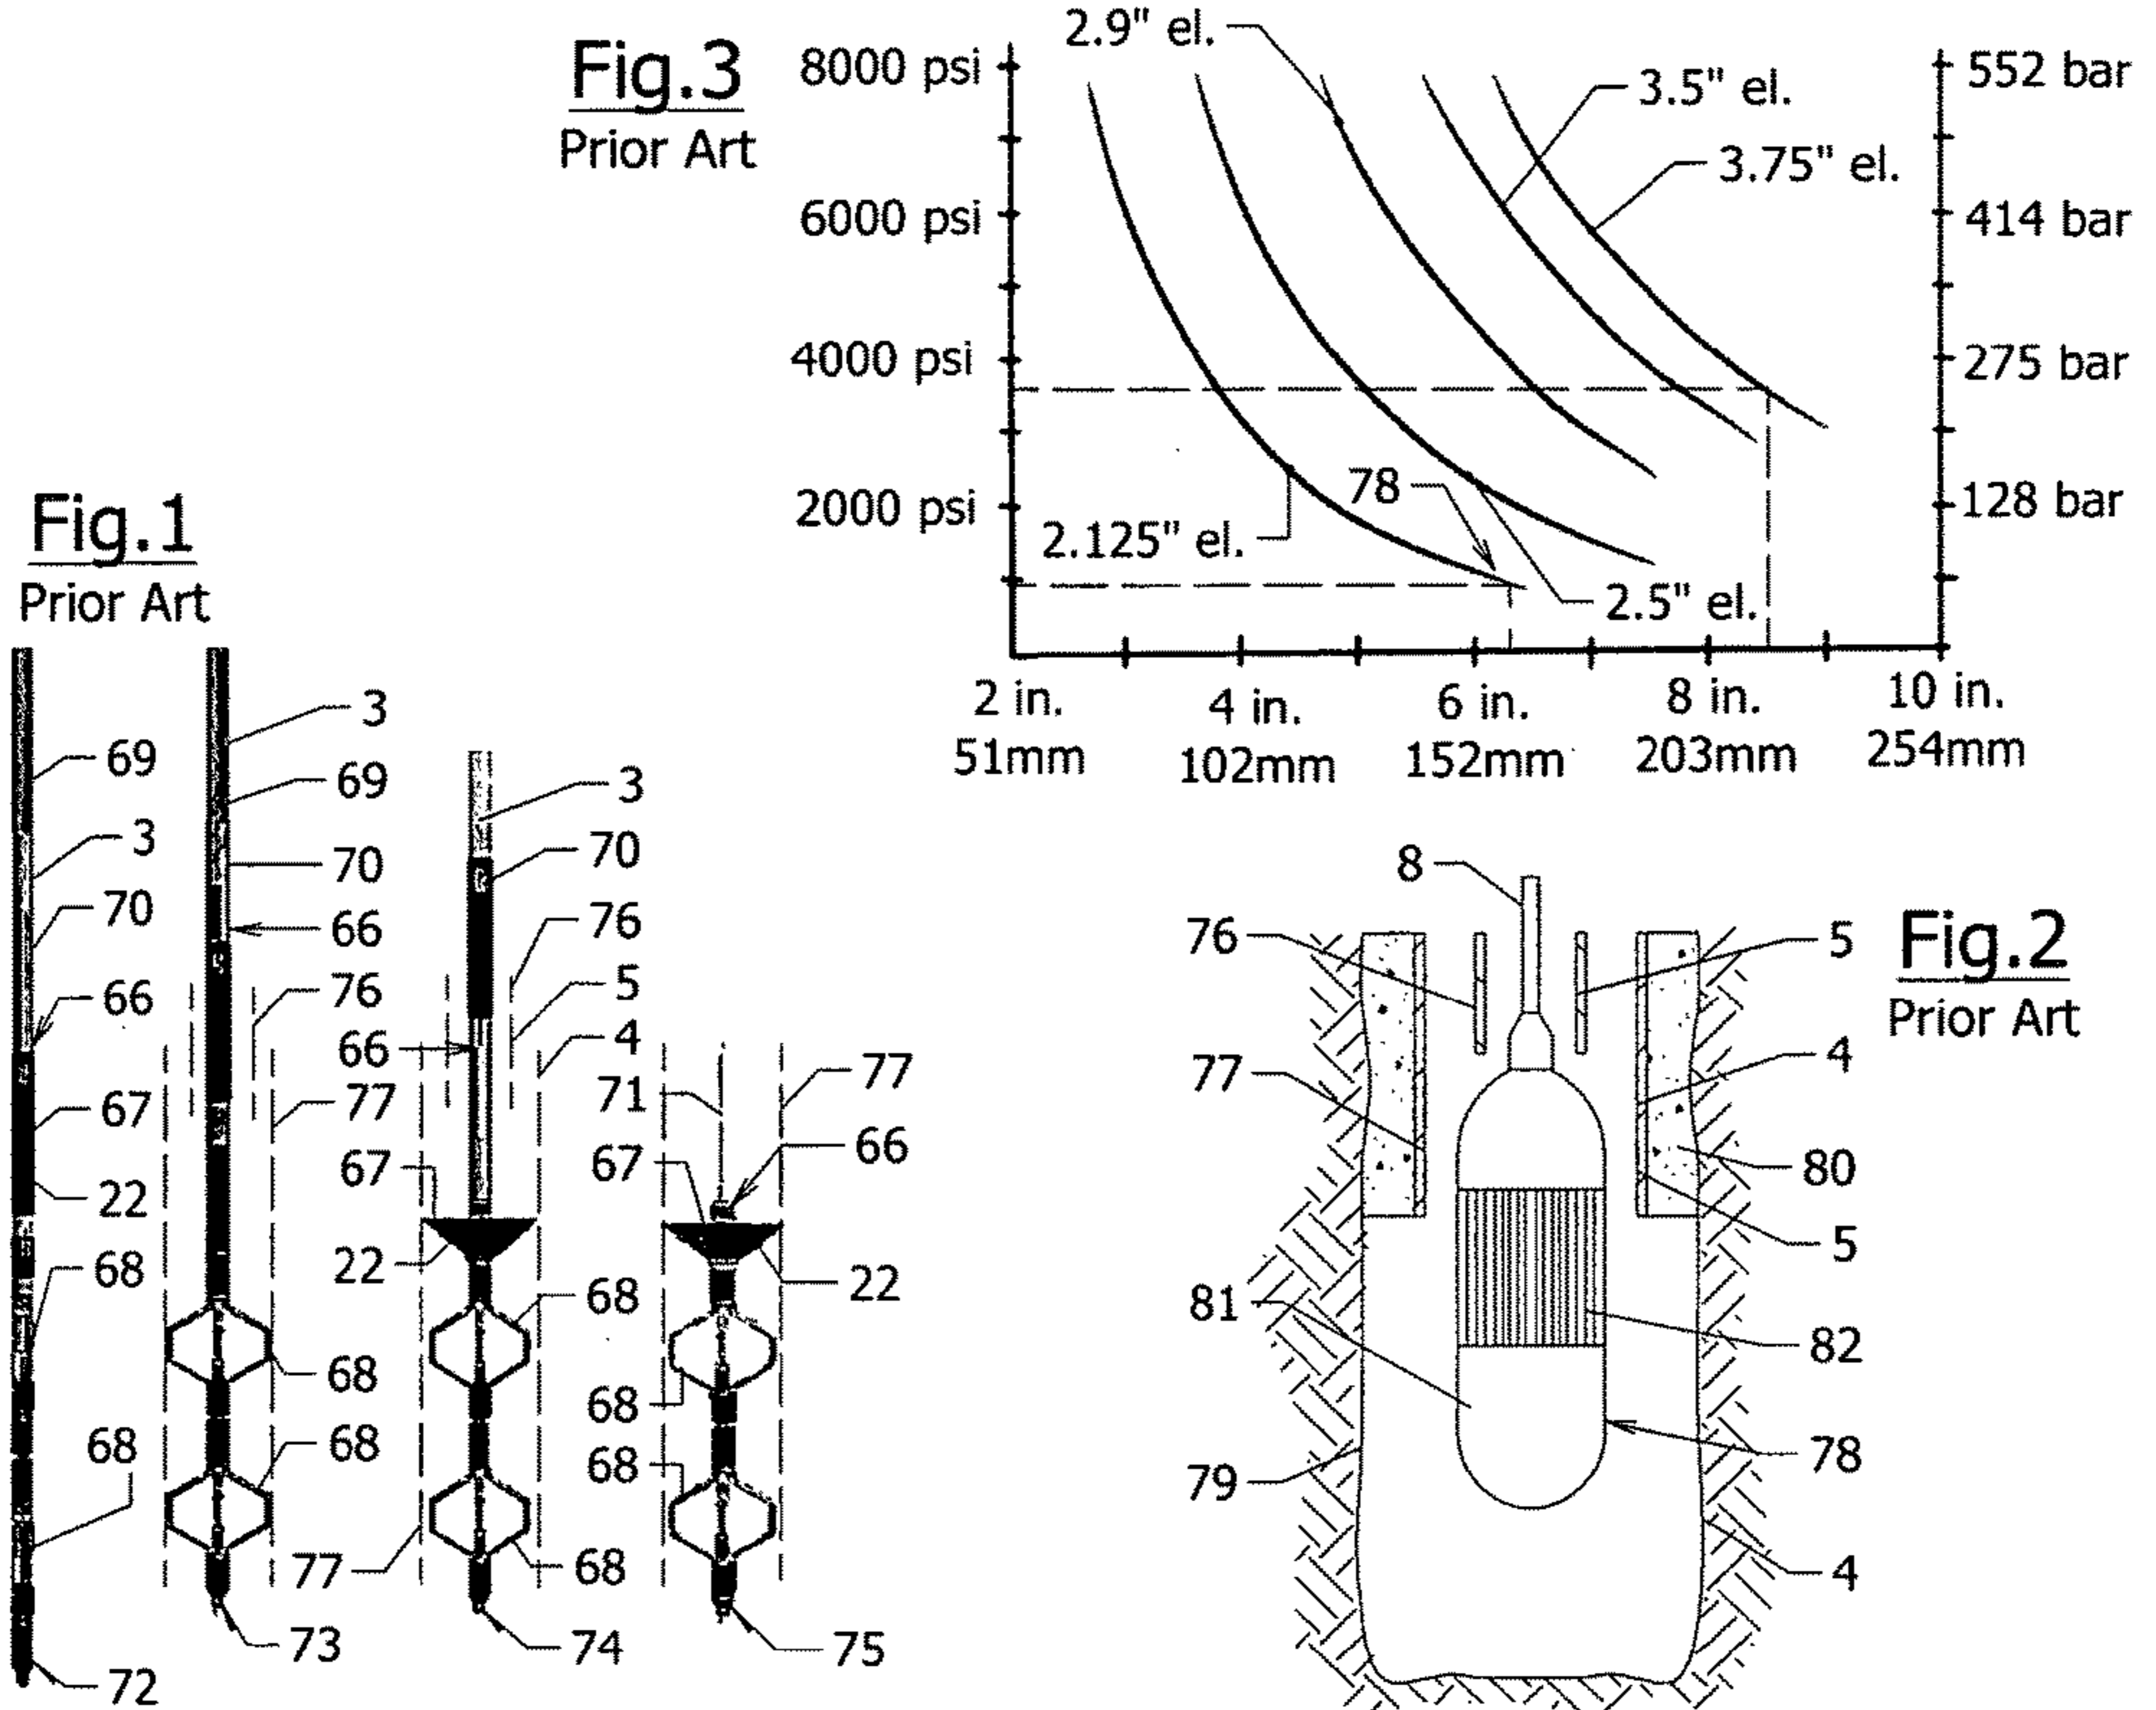 Fig.3
Prior Art
8000 psi
6000 psi
4000 psi
2000 psi
2.9" el.
3.5" el.
3.75" el.
78
2.125" el.
2.5" el.
552 bar
414 bar
275 bar
128 bar
2 in.
51mm
4 in.
102mm
6 in.
152mm
8 in.
203mm
10 in.
254mm
Fig.1
Prior Art
69
3
70
66
67
22
68
68
72
3
69
70
66
76
77
68
68
73
3
70
76
5
66
4
67
22
68
77
68
74
71
77
66
67
22
68
68
75
Fig.2
Prior Art
8
76
5
77
4
80
5
81
82
78
79
4